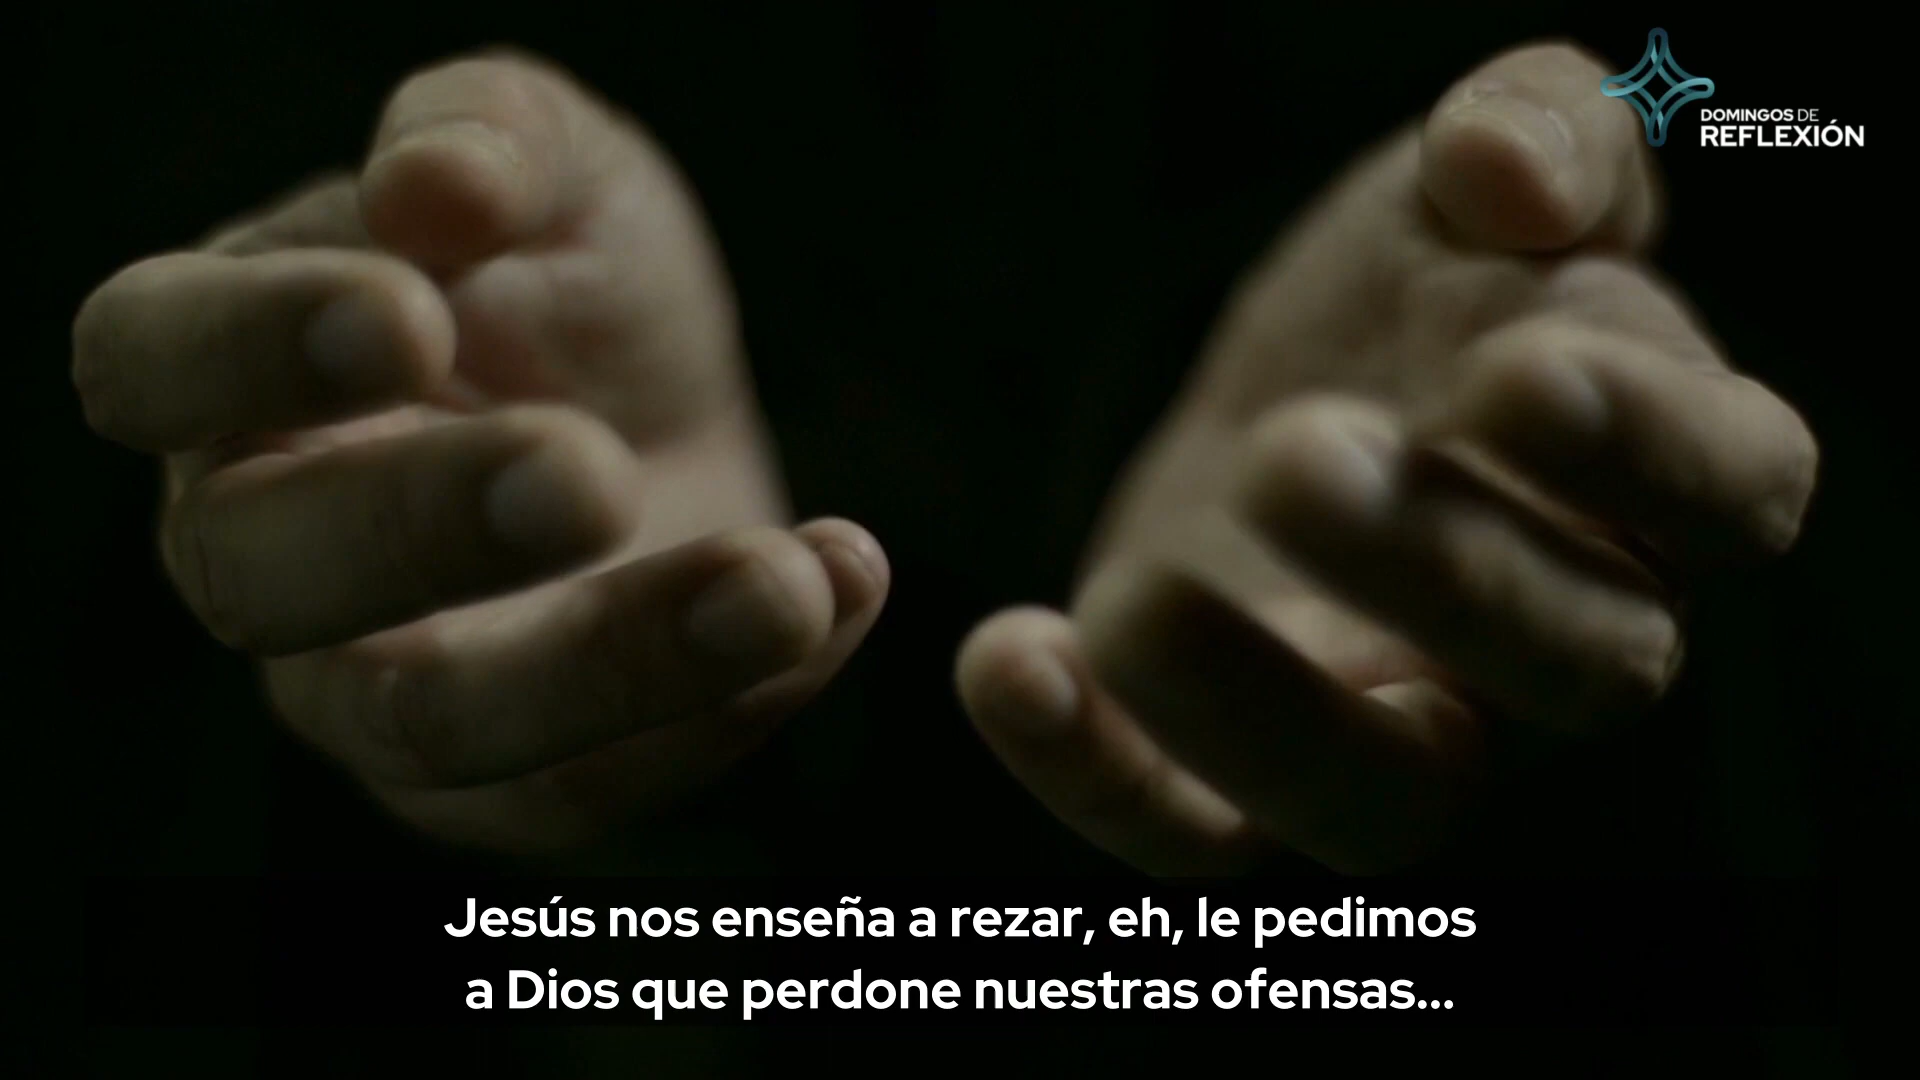 DOMINGOS DE
REFLEXIÓN
Jesús nos enseña a rezar, eh, le pedimos
a Dios que perdone nuestras ofensas...